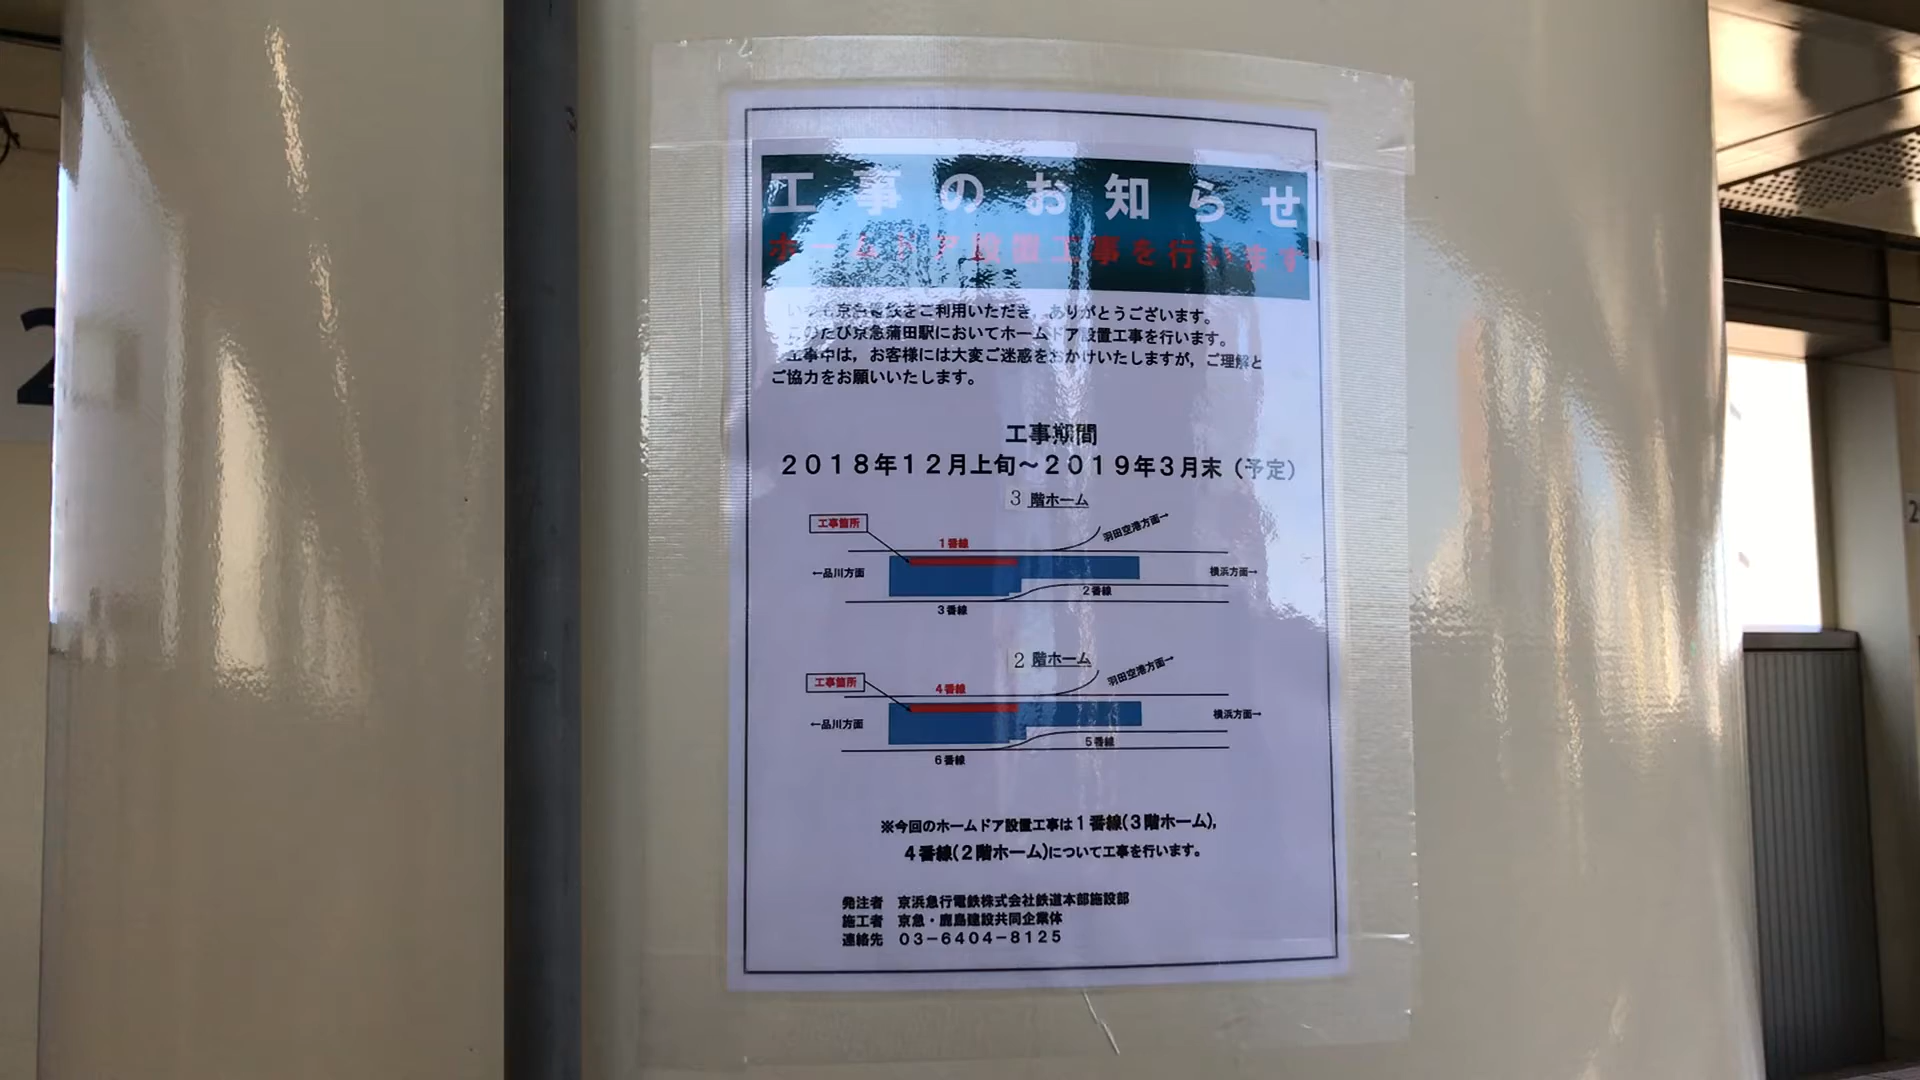 工事のお知らせ
ホームドア設置工事を行います
いつも京浜電鉄をご利用いただき，ありがとうございます。
このたび京急蒲田駅においてホームドア設置工事を行います。
工事中は，お客様には大変ご迷惑をおかけいたしますが，ご理解と
ご協力をお願いいたします。
工事期間
2018年12月上旬～2019年3月末（予定）
3 階ホーム
工事箇所
羽田空港方面→
1番線
←品川方面
横浜方面→
2番線
3番線
2 階ホーム
工事箇所
羽田空港方面→
4番線
←品川方面
横浜方面→
5番線
6番線
※今回のホームドア設置工事は1番線(3階ホーム)，
4番線(2階ホーム)について工事を行います。
発注者 京浜急行電鉄株式会社鉄道本部施設部
施工者 京急・鹿島建設共同企業体
連絡先 03－6404－8125
2
2